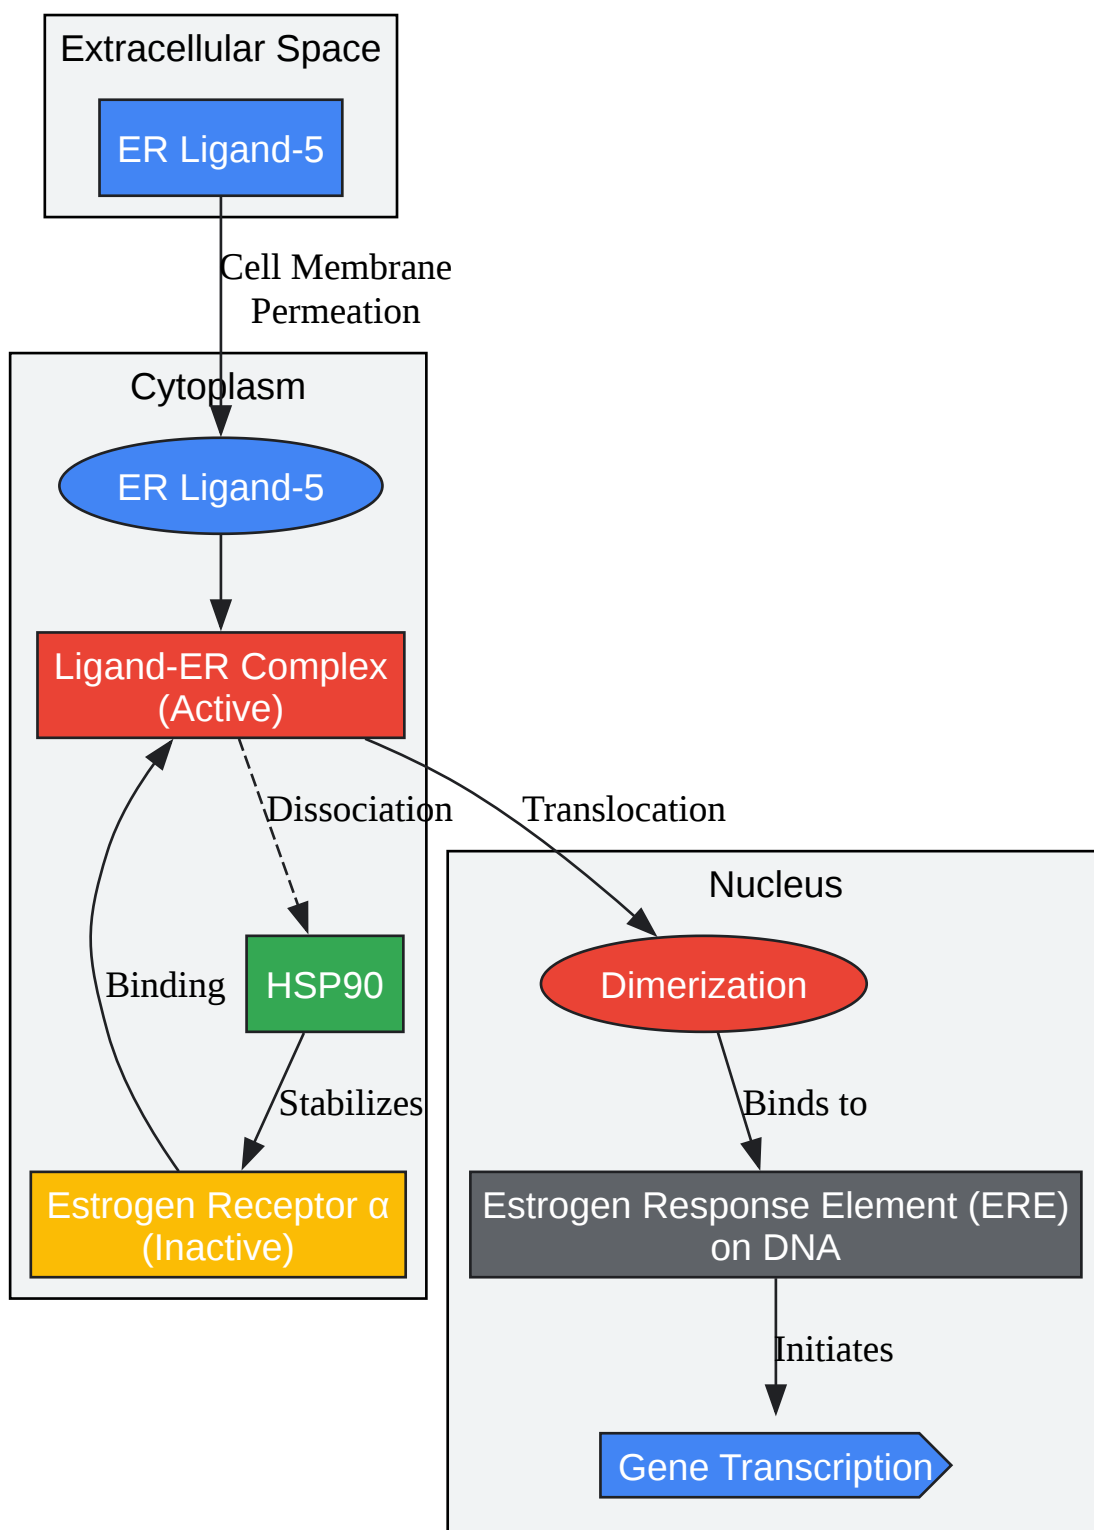 Extracellular Space
ER Ligand-5
Cell Membrane
Permeation
Cytoplasm
ER Ligand-5
Ligand-ER Complex
(Active)
Dissociation
Translocation
Nucleus
Binding
HSP90
Dimerization
Stabilizes
Binds to
Estrogen Receptor α
(Inactive)
Estrogen Response Element (ERE)
on DNA
Initiates
Gene Transcription